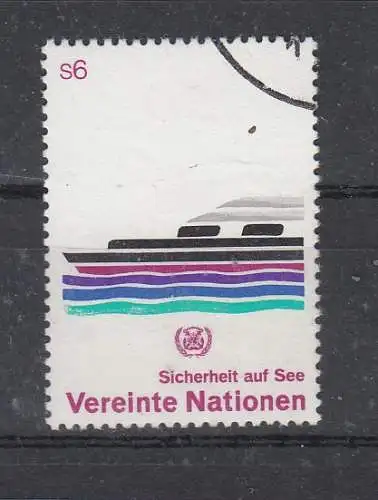 s6
Sicherheit auf See
Vereinte Nationen